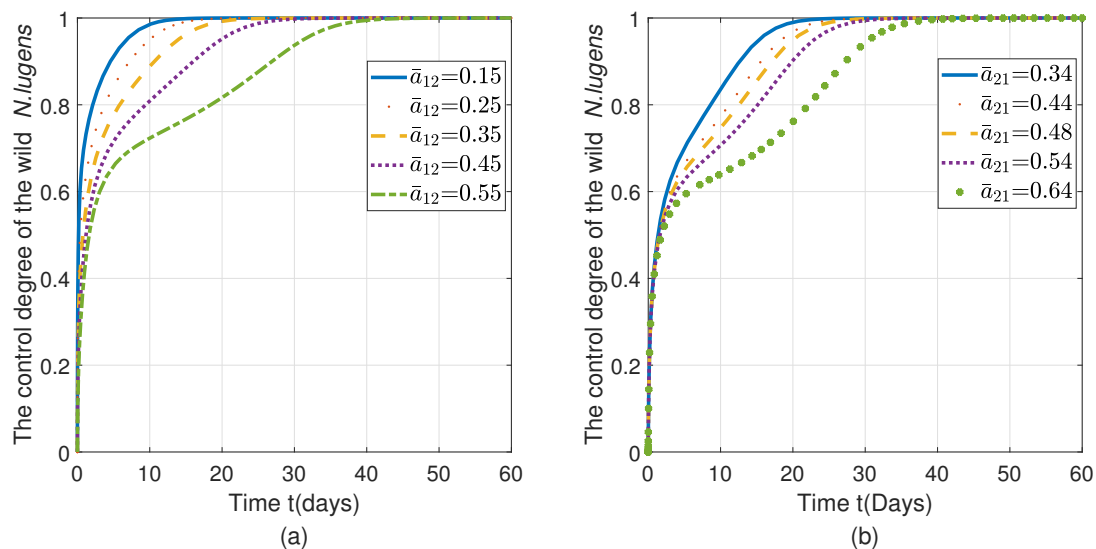 The control degree of the wild N.lugens
1
0.8
0.6
0.4
0.2
0
0 10 20 30 40 50 60
Time t(days)
(a)
ā₁₂=0.15
ā₁₂=0.25
ā₁₂=0.35
ā₁₂=0.45
ā₁₂=0.55
The control degree of the wild N.lugens
1
0.8
0.6
0.4
0.2
0
0 10 20 30 40 50 60
Time t(Days)
(b)
ā₂₁=0.34
ā₂₁=0.44
ā₂₁=0.48
ā₂₁=0.54
ā₂₁=0.64